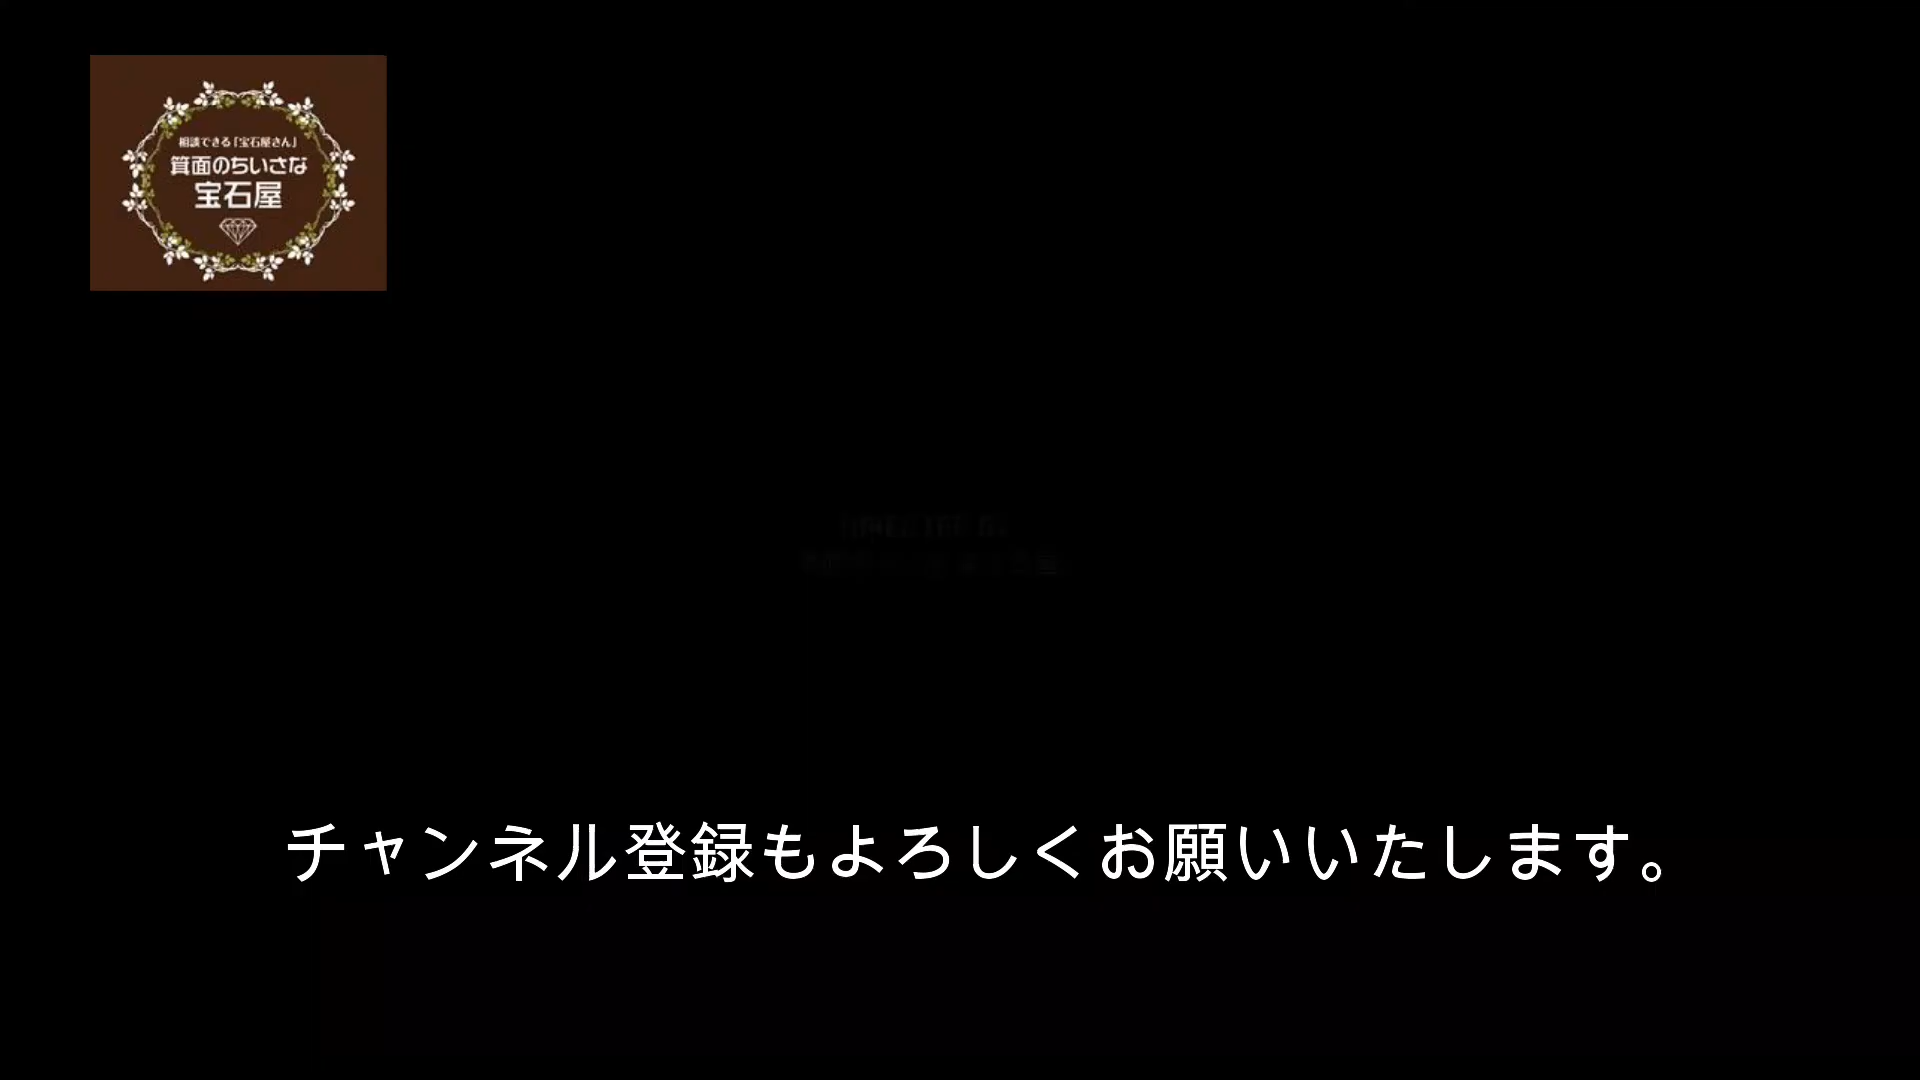 相談できる「宝石屋さん」
箕面のちいさな
宝石屋
チャンネル登録もよろしくお願いいたします。